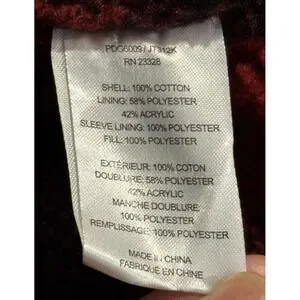 PDG6009 / JT312K
RN 23328
SHELL: 100% COTTON
LINING: 58% POLYESTER
42% ACRYLIC
SLEEVE LINING: 100% POLYESTER
FILL: 100% POLYESTER
EXTÉRIEUR: 100% COTON
DOUBLURE: 58% POLYESTER
42% ACRYLIC
MANCHE DOUBLURE:
100% POLYESTER
REMPLISSAGE: 100% POLYESTER
MADE IN CHINA
FABRIQUÉ EN CHINE